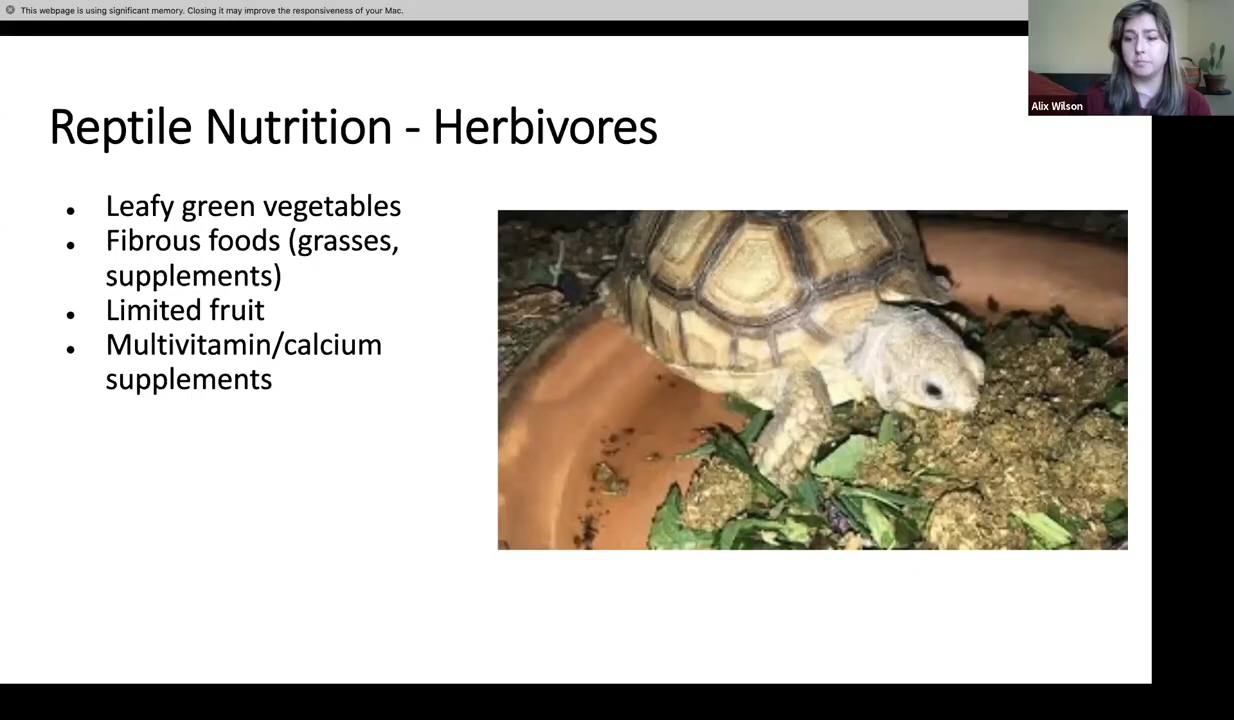 This webpage is using significant memory. Closing it may improve the responsiveness of your Mac.
Alix Wilson
Reptile Nutrition - Herbivores
• Leafy green vegetables
• Fibrous foods (grasses,
supplements)
• Limited fruit
• Multivitamin/calcium
supplements